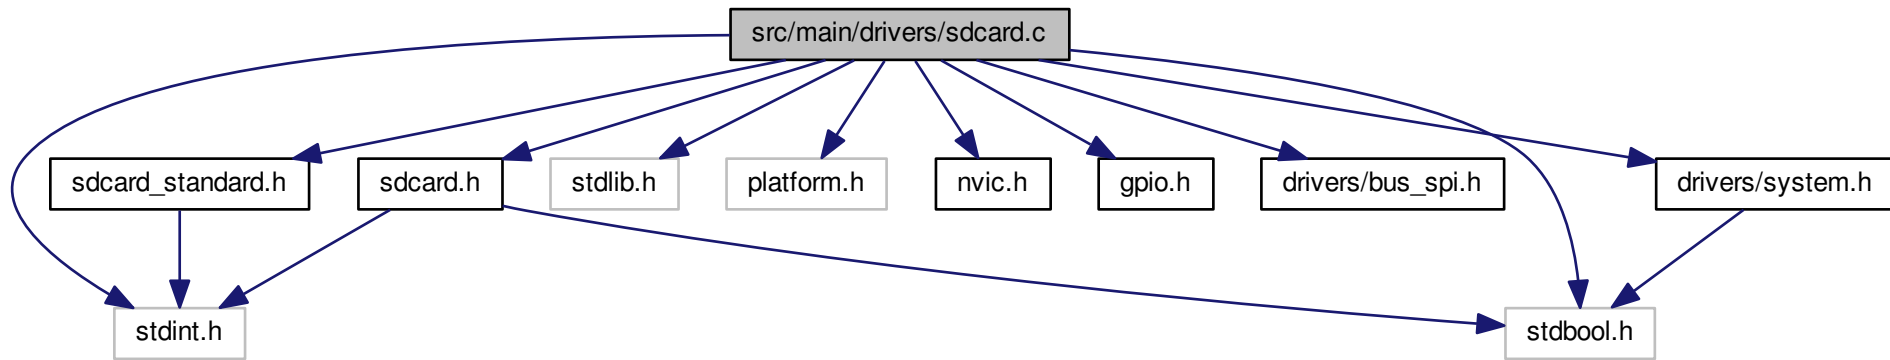 src/main/drivers/sdcard.c
sdcard_standard.h
sdcard.h
stdlib.h
platform.h
nvic.h
gpio.h
drivers/bus_spi.h
drivers/system.h
stdint.h
stdbool.h